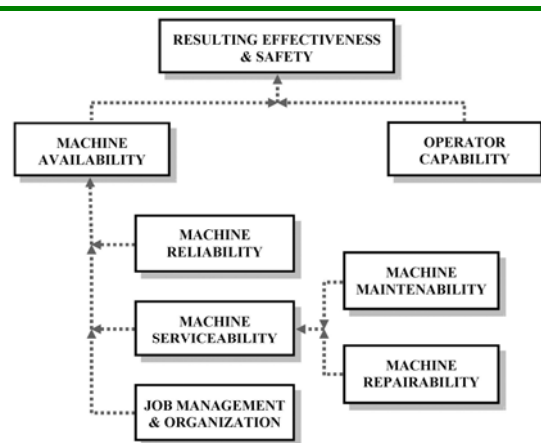 RESULTING EFFECTIVENESS
& SAFETY
MACHINE
AVAILABILITY
OPERATOR
CAPABILITY
MACHINE
RELIABILITY
MACHINE
SERVICEABILITY
MACHINE
MAINTENABILITY
MACHINE
REPAIRABILITY
JOB MANAGEMENT
& ORGANIZATION